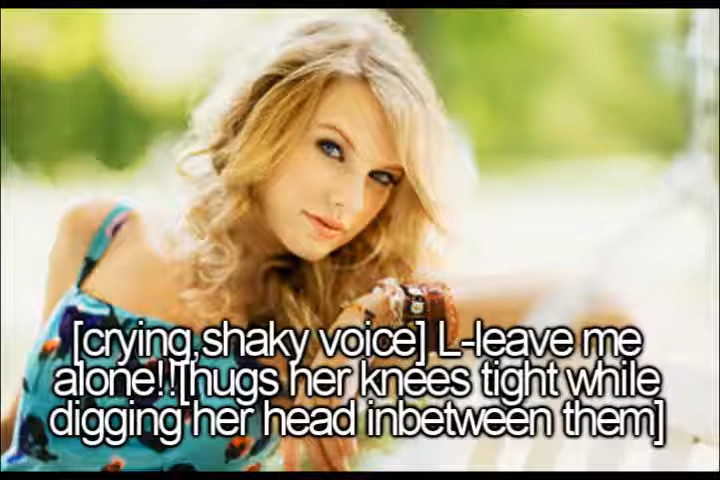 [crying,shaky voice] L-leave me
alone!![hugs her knees tight while
digging her head inbetween them]